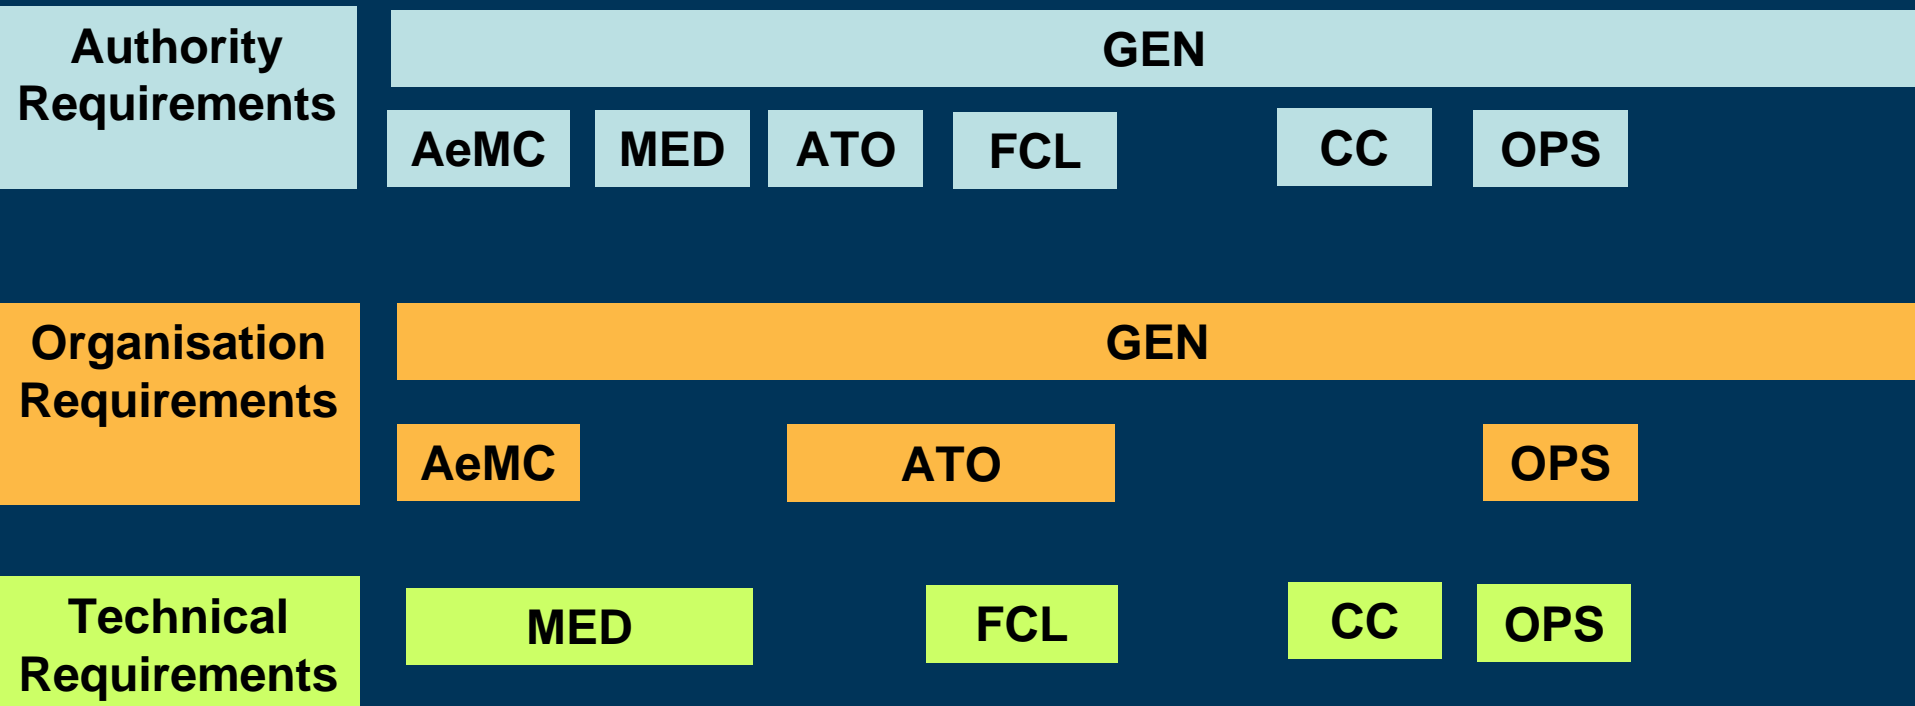 Authority
Requirements
GEN
AeMC MED ATO FCL CC OPS
Organisation
Requirements
GEN
AeMC ATO OPS
Technical
Requirements
MED FCL CC OPS